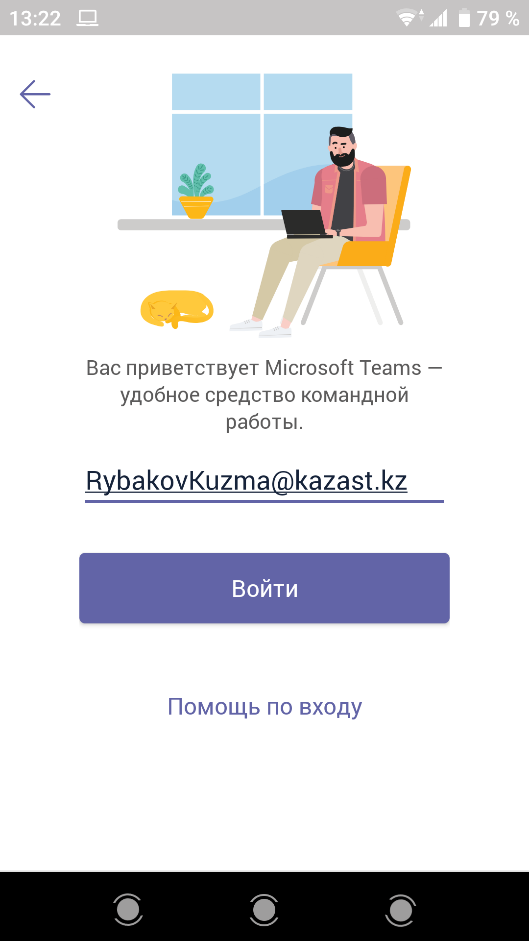 13:22 79 %
Вас приветствует Microsoft Teams —
удобное средство командной
работы.
RybakovKuzma@kazast.kz
Войти
Помощь по входу